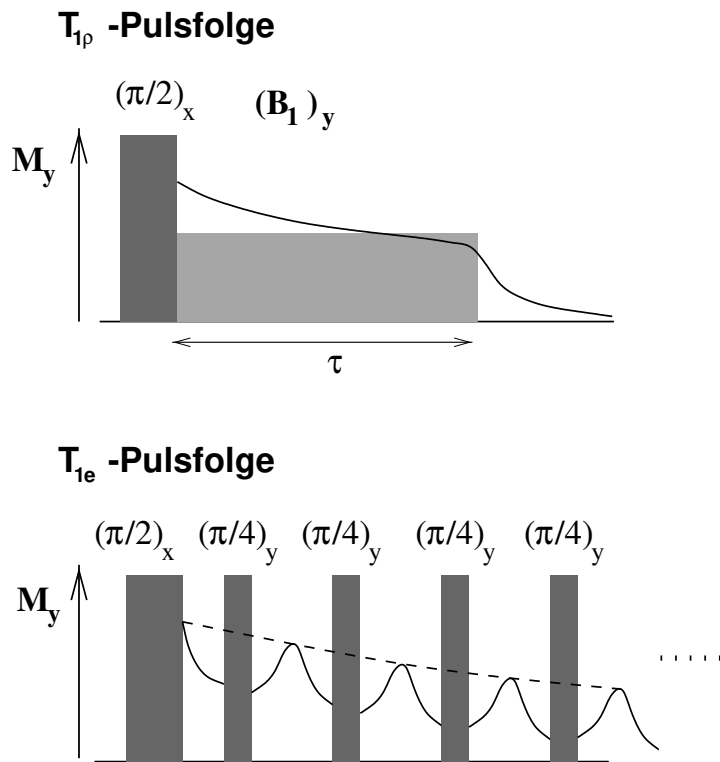 T1ρ -Pulsfolge
(π/2)x (B1)y
My
τ
T1e -Pulsfolge
(π/2)x (π/4)y (π/4)y (π/4)y (π/4)y
My